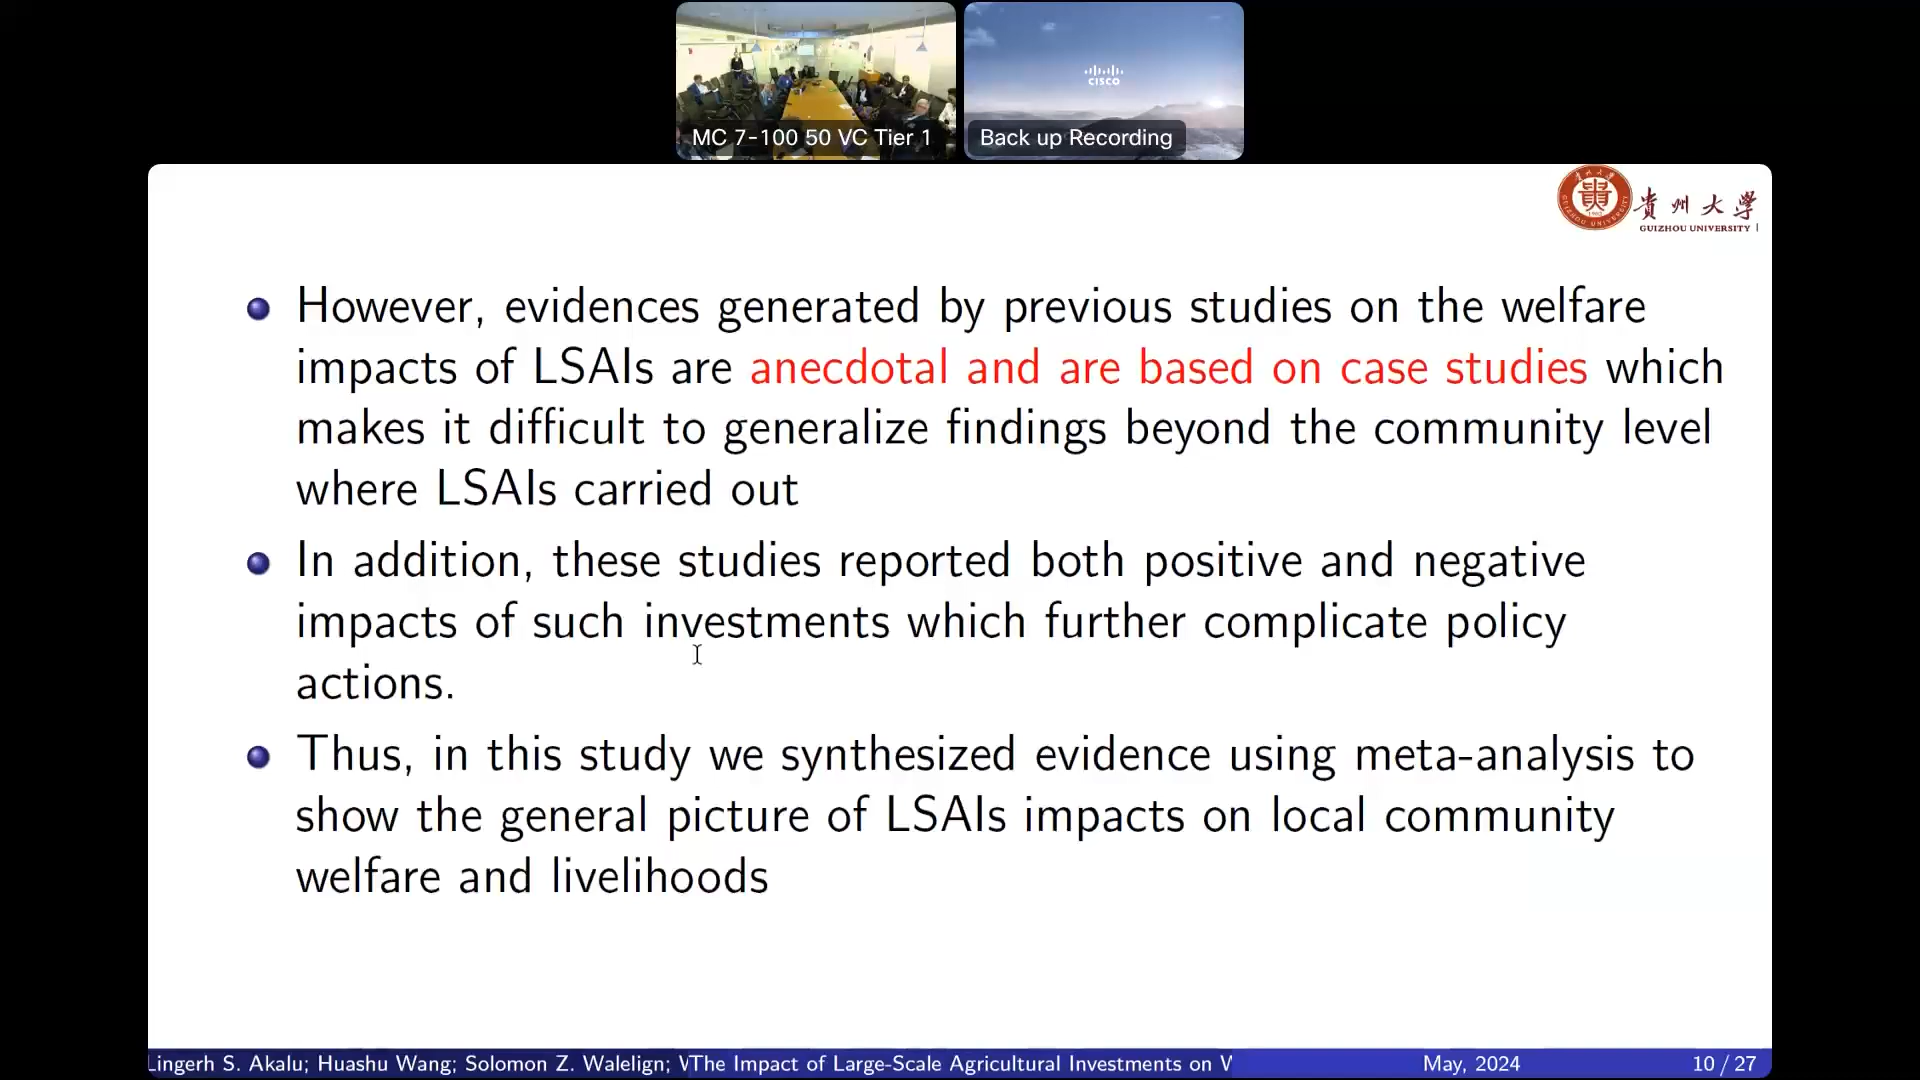 CISCO
MC 7-100 50 VC Tier 1
Back up Recording
貴州大学
GUIZHOU UNIVERSITY
However, evidences generated by previous studies on the welfare
impacts of LSAIs are anecdotal and are based on case studies which
makes it difficult to generalize findings beyond the community level
where LSAIs carried out
In addition, these studies reported both positive and negative
impacts of such investments which further complicate policy
actions.
Thus, in this study we synthesized evidence using meta-analysis to
show the general picture of LSAIs impacts on local community
welfare and livelihoods
Lingerh S. Akalu; Huashu Wang; Solomon Z. Walelign; The Impact of Large-Scale Agricultural Investments on May, 2024 10 / 27